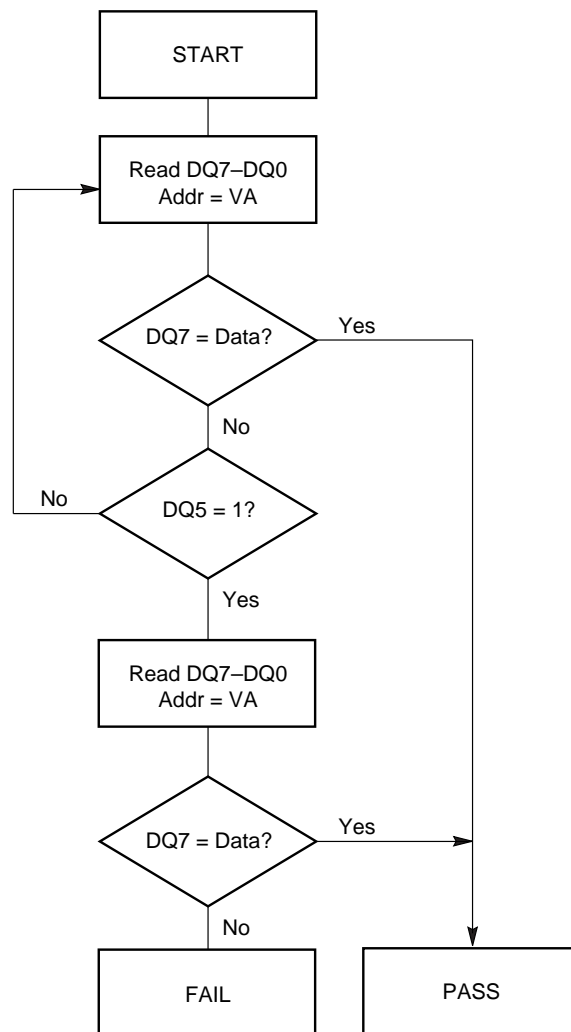 START
Read DQ7–DQ0
Addr = VA
DQ7 = Data?
Yes
No
No
DQ5 = 1?
Yes
Read DQ7–DQ0
Addr = VA
DQ7 = Data?
Yes
No
FAIL
PASS